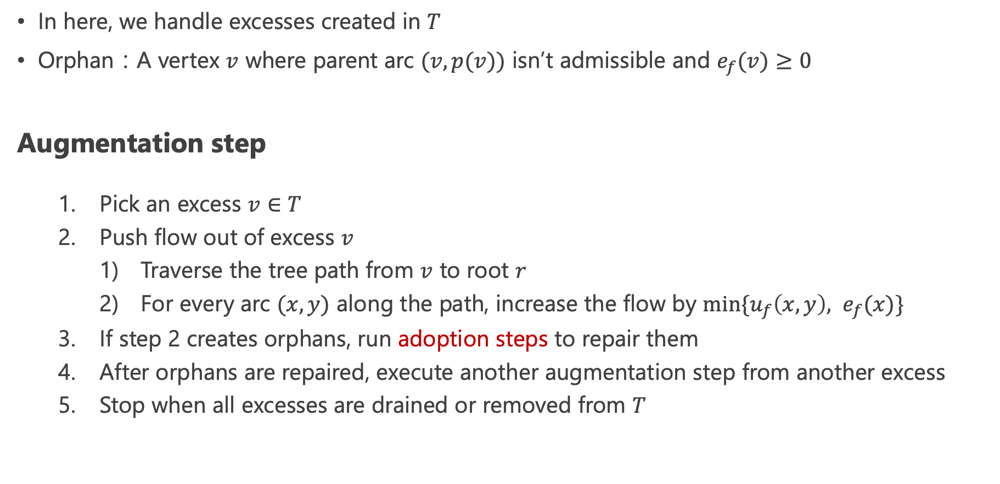 • In here, we handle excesses created in T
• Orphan : A vertex v where parent arc (v, p(v)) isn't admissible and e_f(v) ≥ 0
Augmentation step
1. Pick an excess v ∈ T
2. Push flow out of excess v
1) Traverse the tree path from v to root r
2) For every arc (x, y) along the path, increase the flow by min{u_f(x, y), e_f(x)}
3. If step 2 creates orphans, run adoption steps to repair them
4. After orphans are repaired, execute another augmentation step from another excess
5. Stop when all excesses are drained or removed from T